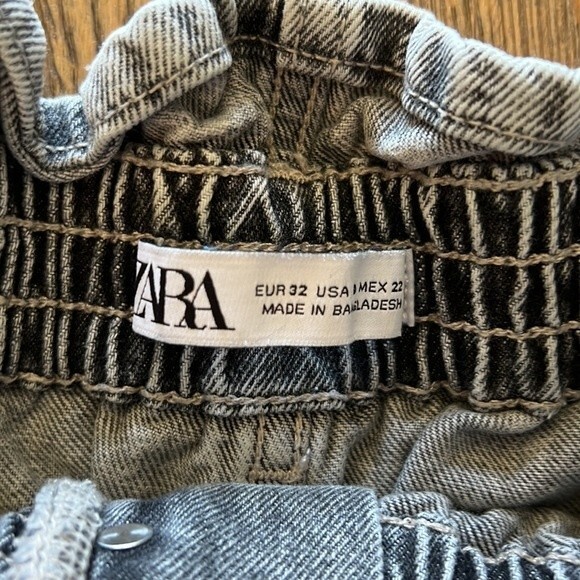 ZARA
EUR 32 USA MEX 22
MADE IN BANGLADESH